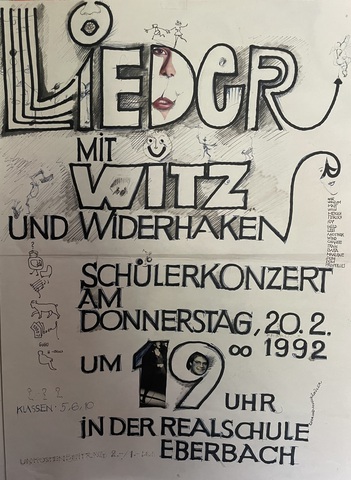 LiEDER
MIT
WITZ
UND WIDERHAKEN
SCHÜLERKONZERT
AM
DONNERSTAG, 20.2.
UM 19 00 1992
UHR
? ? ?
KLASSEN: 5.6.10
iN DER REALSCHULE
EBERBACH